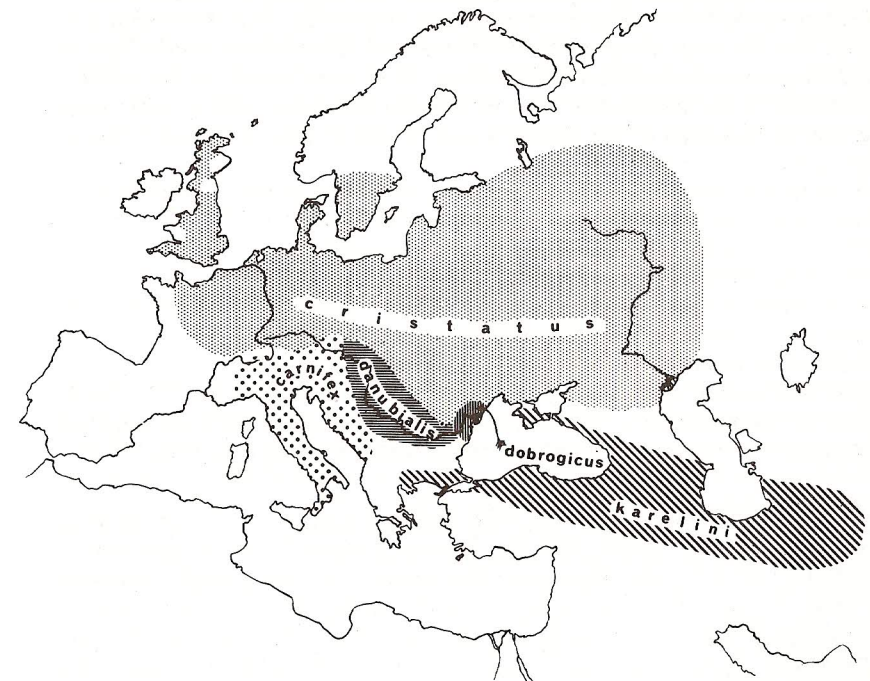 cristatus
carnifex
danubialis
dobrogicus
karelini